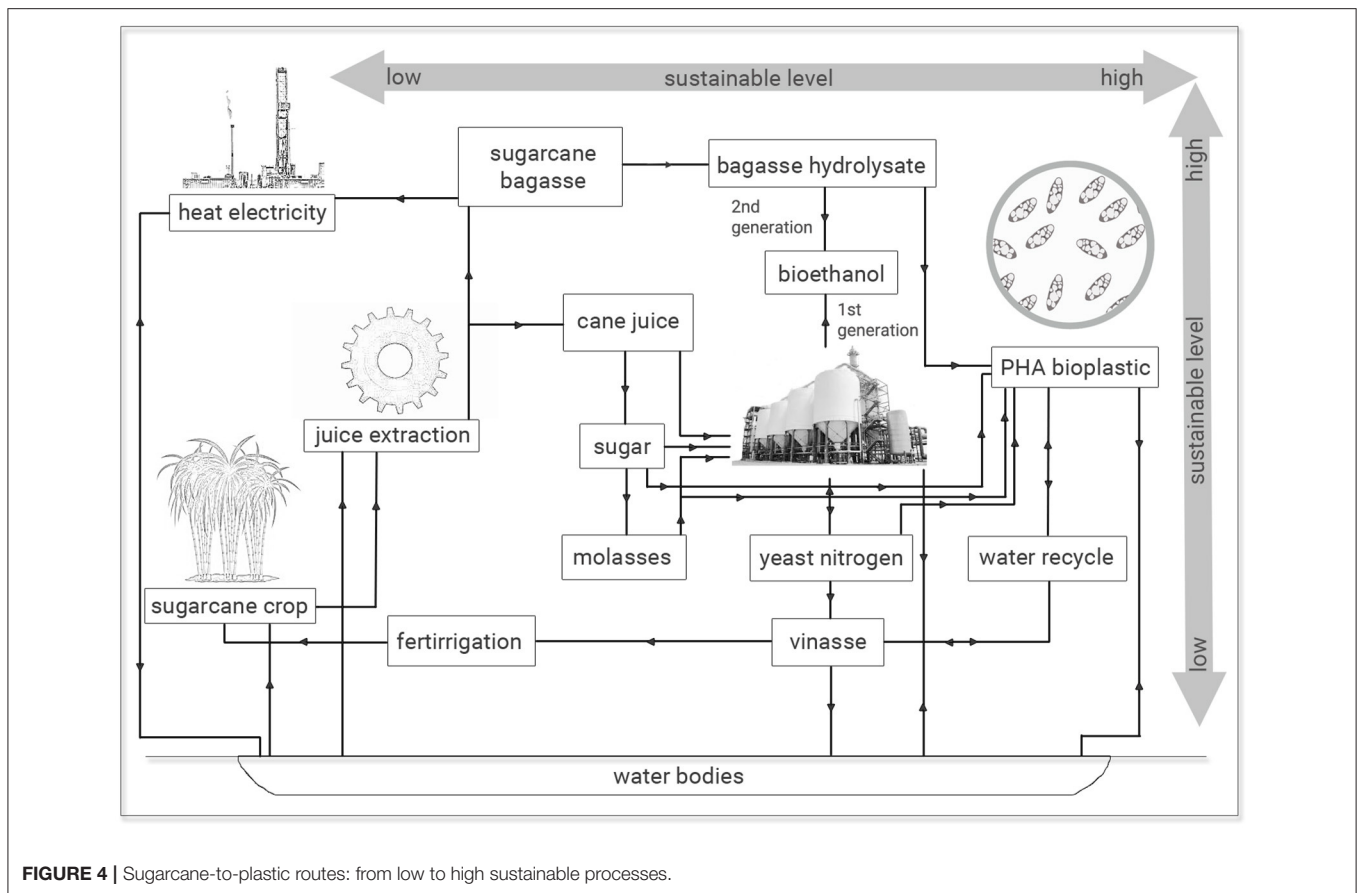 low sustainable level high
high
sustainable level
low
sugarcane
bagasse
bagasse hydrolysate
heat electricity
2nd
generation
bioethanol
1st
generation
cane juice
PHA bioplastic
juice extraction
sugar
molasses
yeast nitrogen
water recycle
sugarcane crop
fertirrigation
vinasse
water bodies
FIGURE 4 | Sugarcane-to-plastic routes: from low to high sustainable processes.